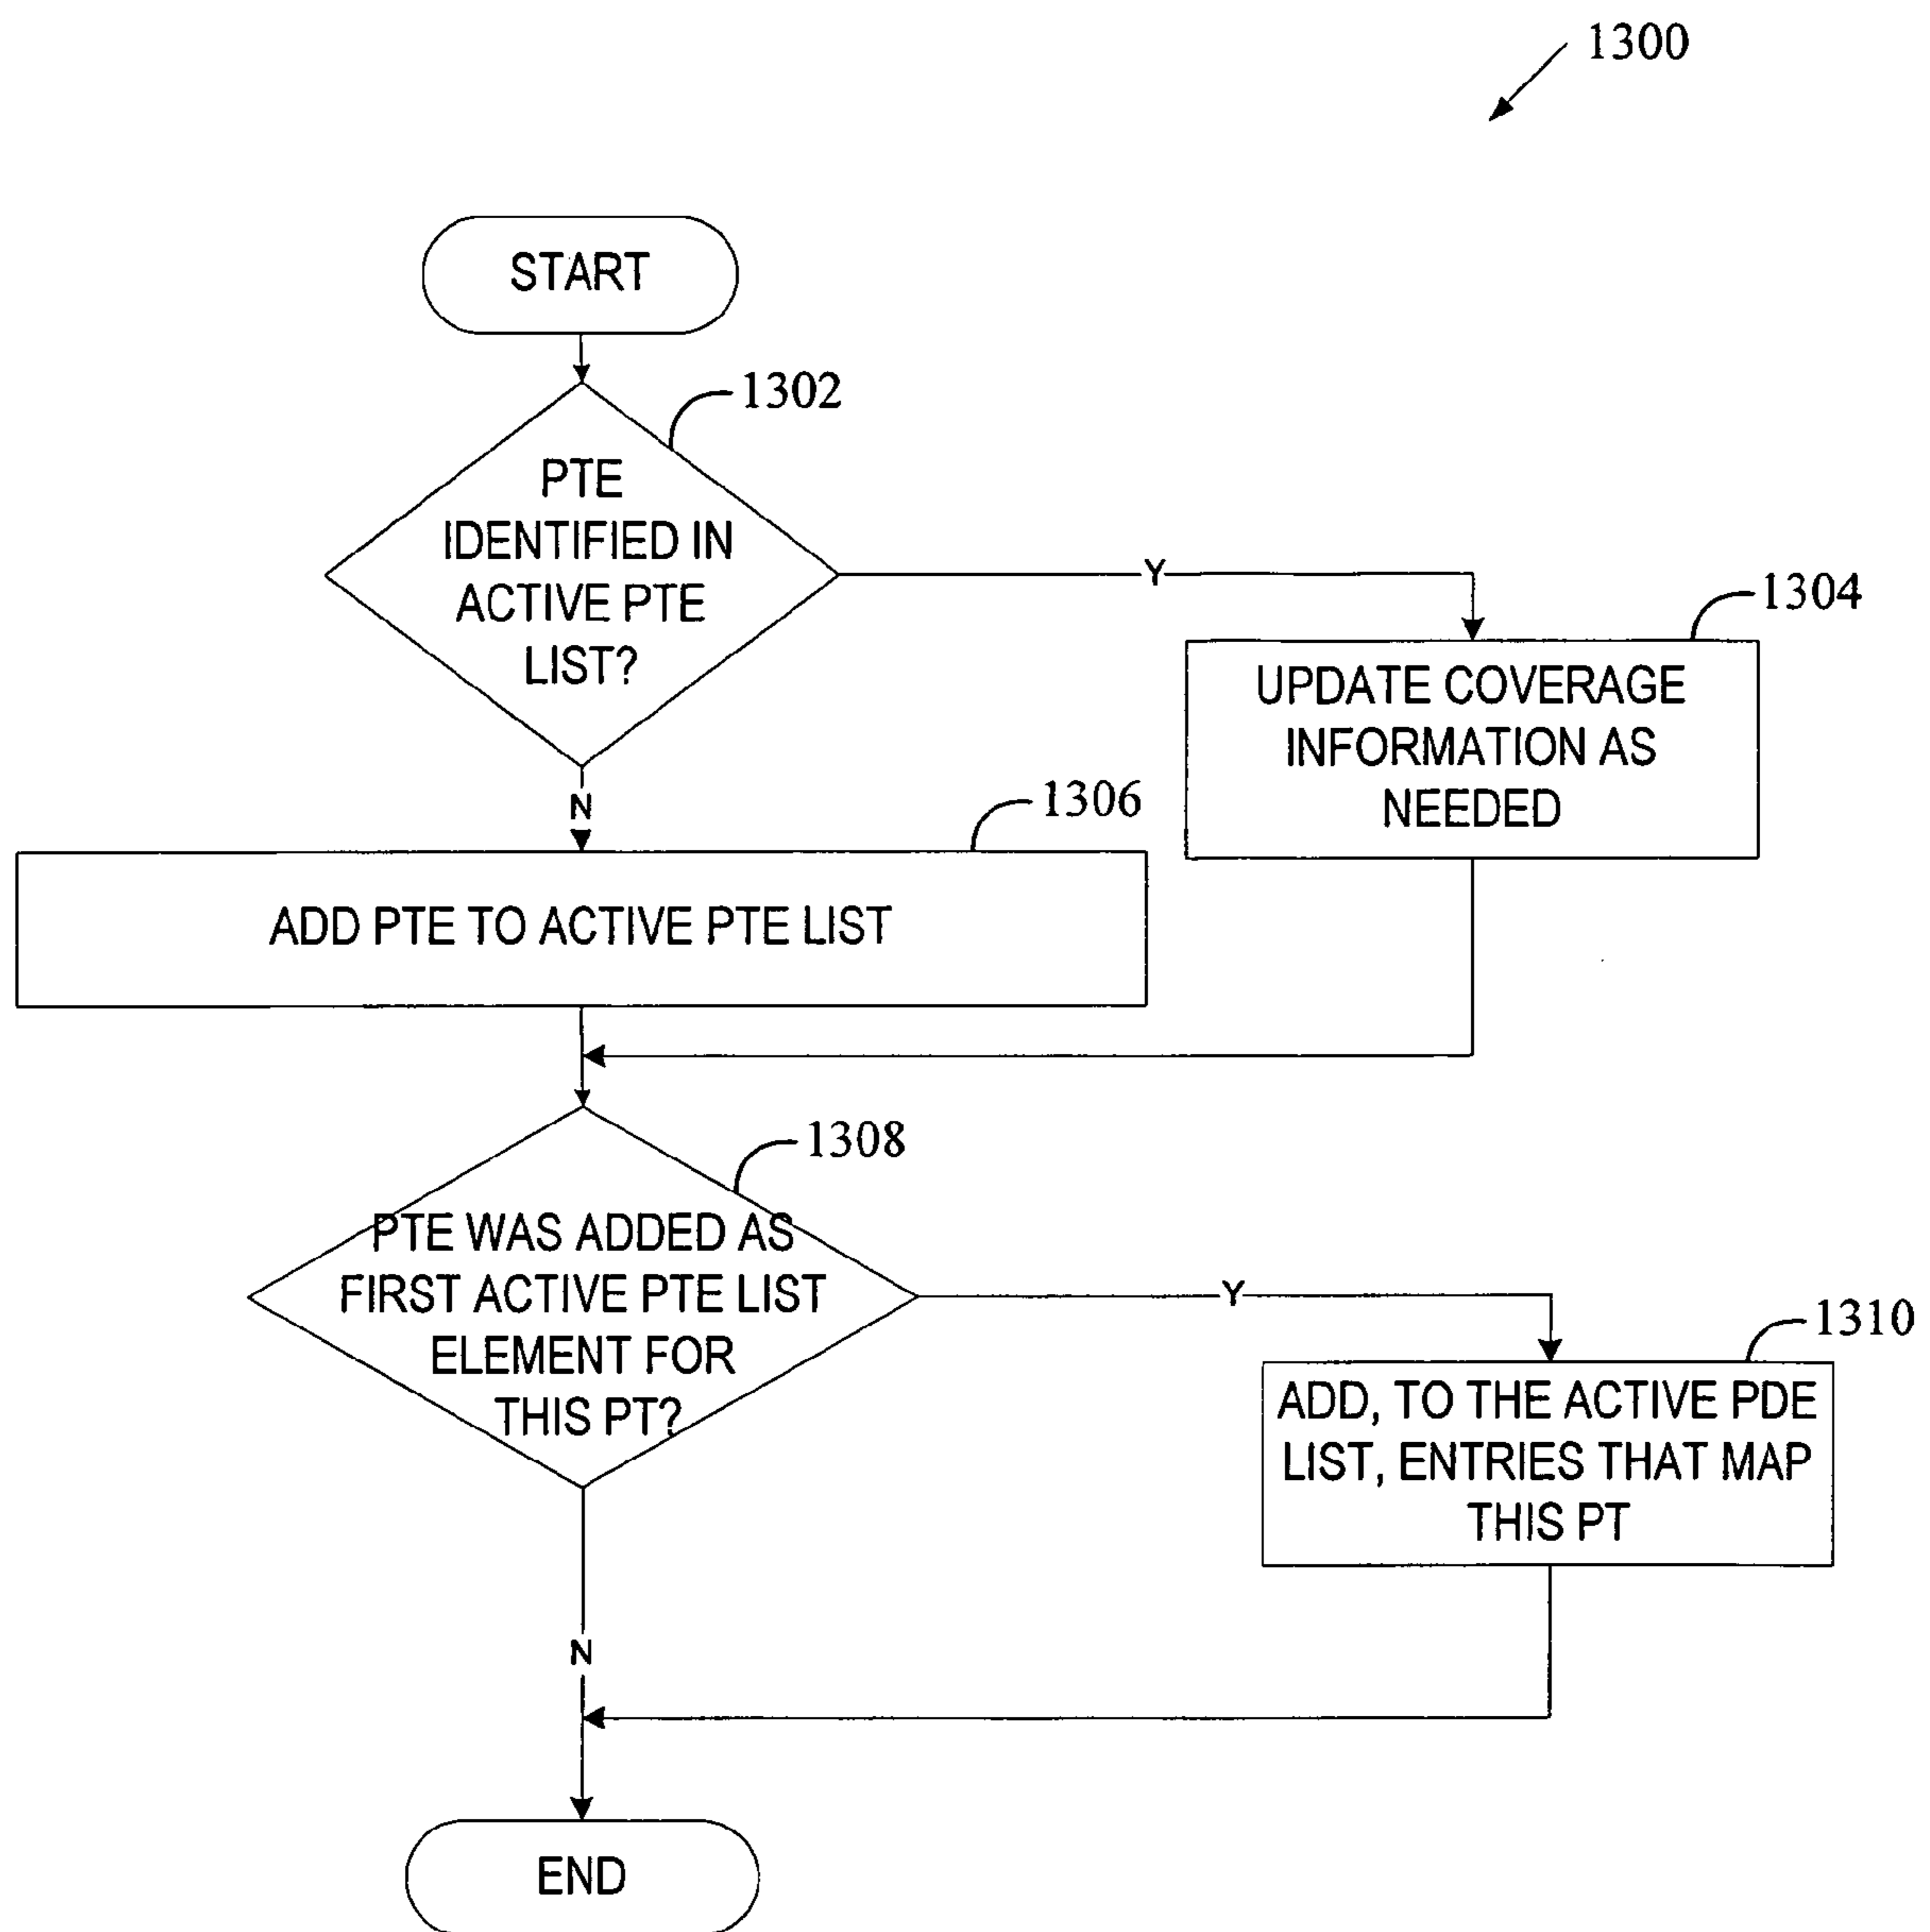 1300
START
1302
PTE
IDENTIFIED IN
ACTIVE PTE
LIST?
Y
1304
UPDATE COVERAGE
INFORMATION AS
NEEDED
N
1306
ADD PTE TO ACTIVE PTE LIST
1308
PTE WAS ADDED AS
FIRST ACTIVE PTE LIST
ELEMENT FOR
THIS PT?
Y
1310
ADD, TO THE ACTIVE PDE
LIST, ENTRIES THAT MAP
THIS PT
N
END